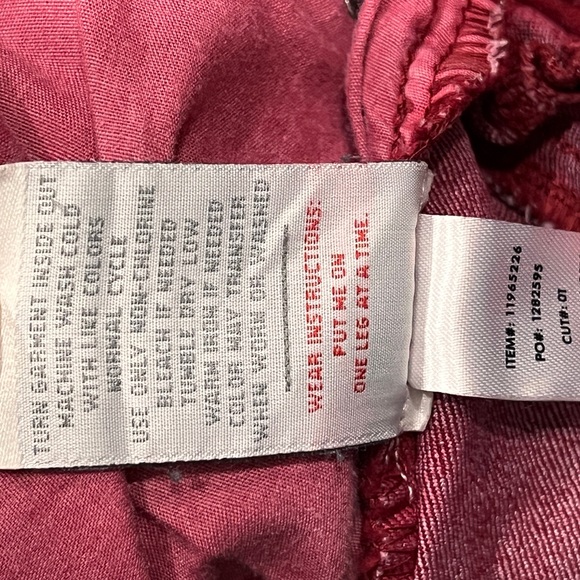 TURN GARMENT INSIDE OUT
MACHINE WASH COLD
WITH LIKE COLORS
NORMAL CYCLE
USE ONLY NON-CHLORINE
BLEACH IF NEEDED
TUMBLE DRY LOW
WARM IRON IF NEEDED
COLOR MAY TRANSFER
WHEN WORN OR WASHED
WEAR INSTRUCTIONS:
PUT ME ON
ONE LEG AT A TIME.
ITEM#: 11965226
PO#: 1282595
CUT#: 01